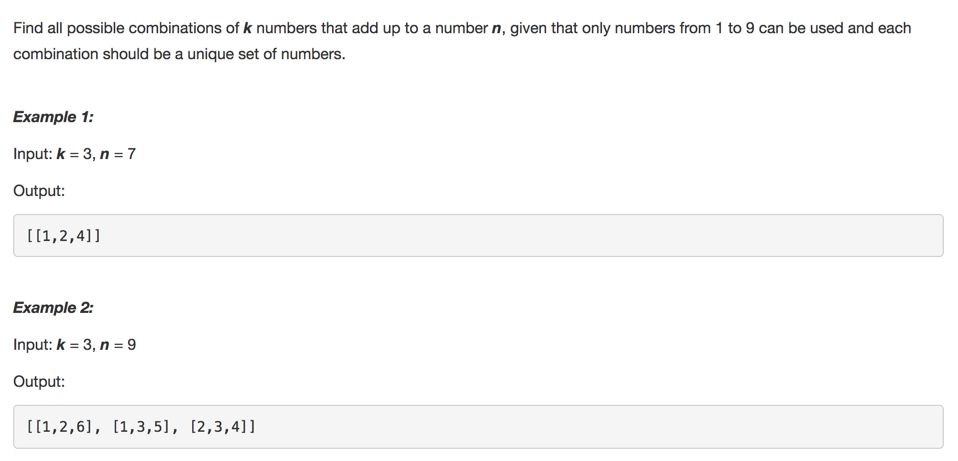 Find all possible combinations of k numbers that add up to a number n, given that only numbers from 1 to 9 can be used and each
combination should be a unique set of numbers.
Example 1:
Input: k = 3, n = 7
Output:
[[1,2,4]]
Example 2:
Input: k = 3, n = 9
Output:
[[1,2,6], [1,3,5], [2,3,4]]